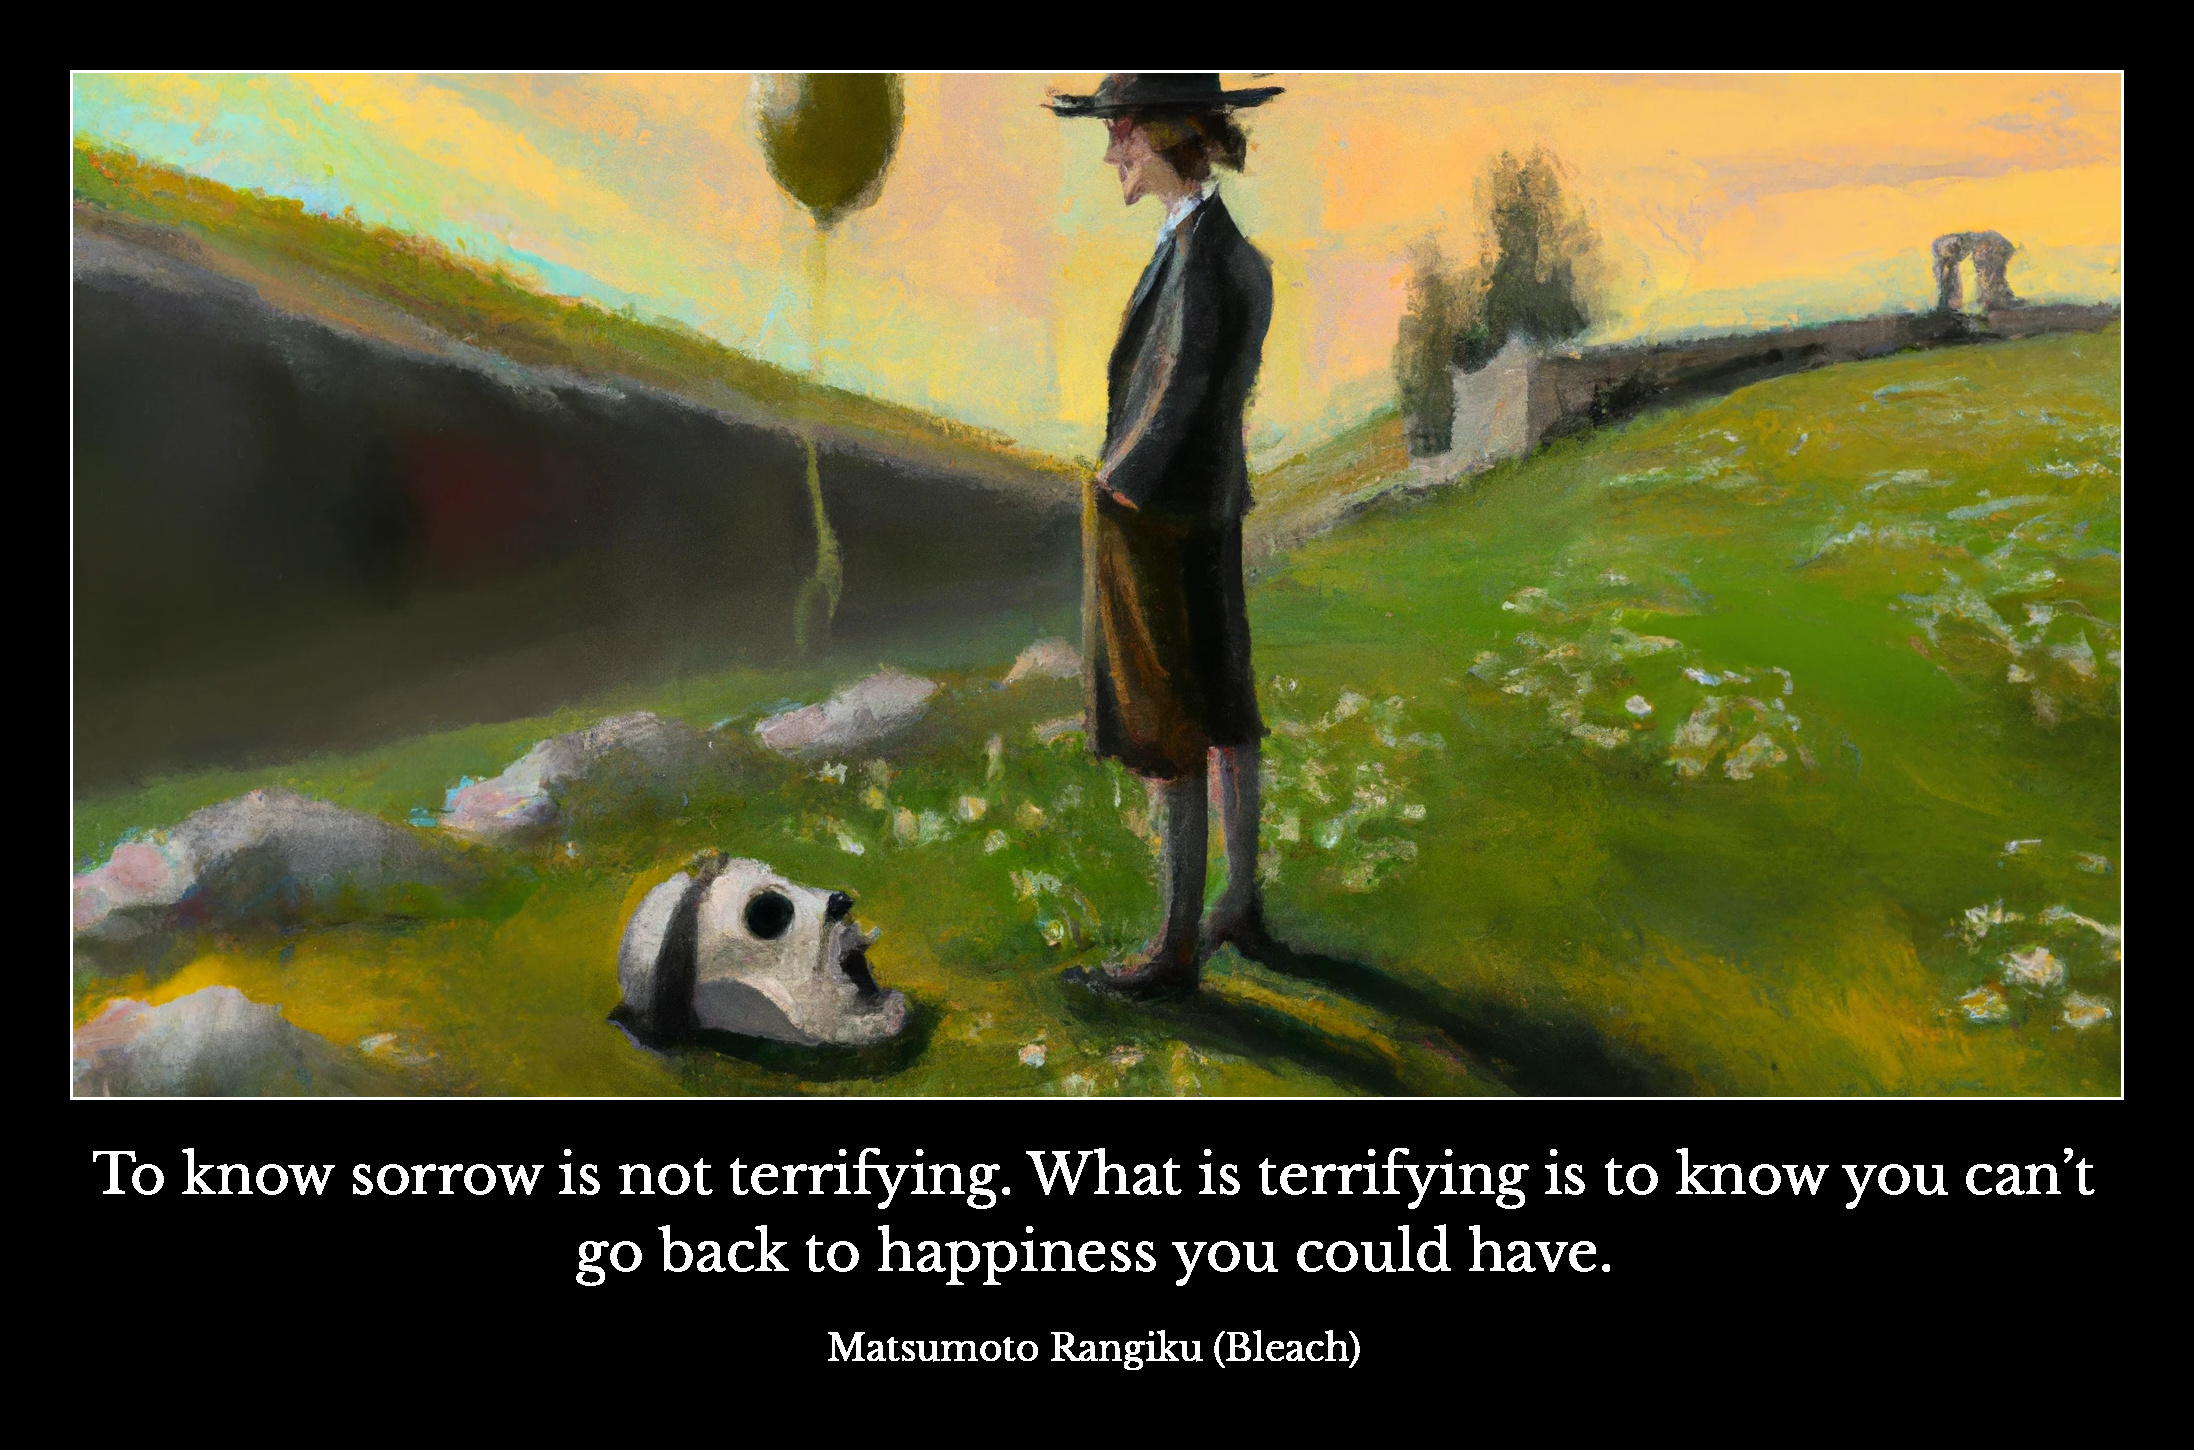 To know sorrow is not terrifying. What is terrifying is to know you can’t
go back to happiness you could have.
Matsumoto Rangiku (Bleach)